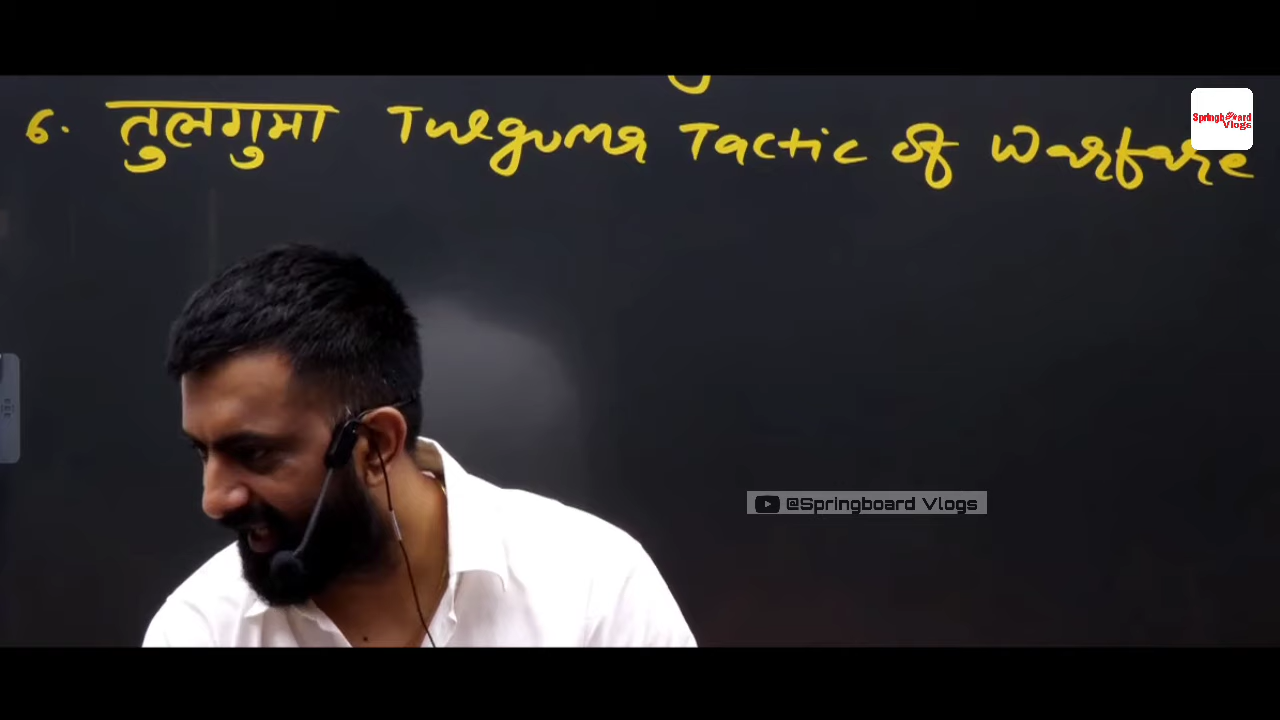 6. तुलगुमा Tulguma Tactic of Warfare
Springboard Vlogs
@Springboard Vlogs